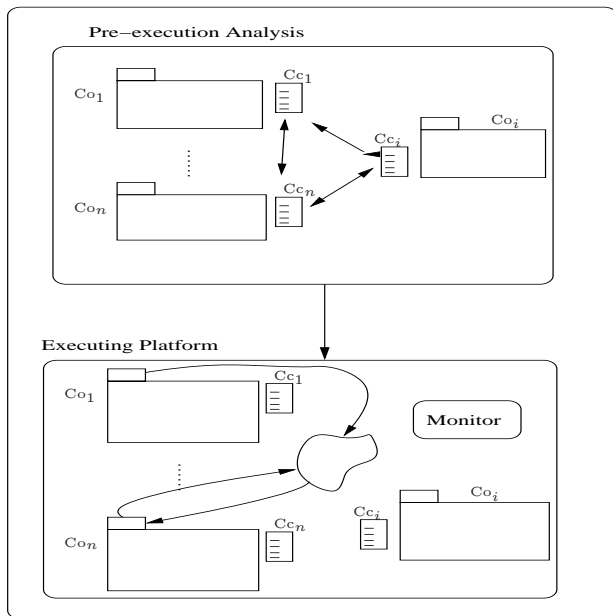 Pre−execution Analysis
Co1
Cc1
Coi
Cci
......
Con
Ccn
Executing Platform
Co1
Cc1
Monitor
......
Con
Ccn
Cci
Coi